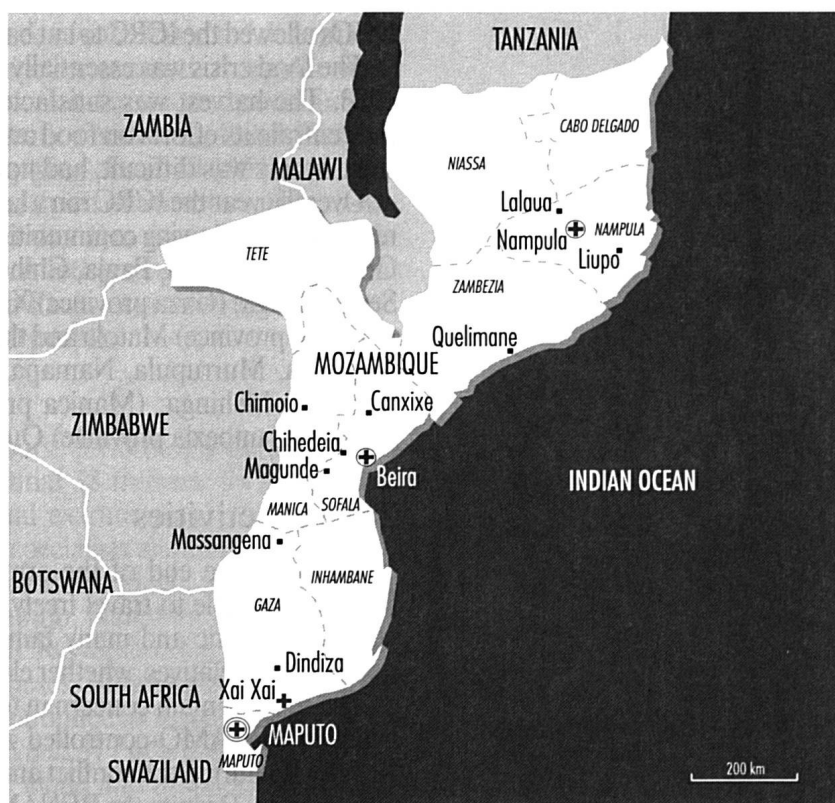 TANZANIA
ZAMBIA
CABO DELGADO
MALAWI
NIASSA
Lalaua
Nampula
NAMPULA
Liupo
TETE
ZAMBEZIA
Quelimane
MOZAMBIQUE
Chimoio
Canxixe
ZIMBABWE
Chihedeia
Magunde
Beira
INDIAN OCEAN
MANICA
SOFALA
Massangena
BOTSWANA
INHAMBANE
GAZA
Dindiza
SOUTH AFRICA
Xai Xai
MAPUTO
MAPUTO
SWAZILAND
200 km